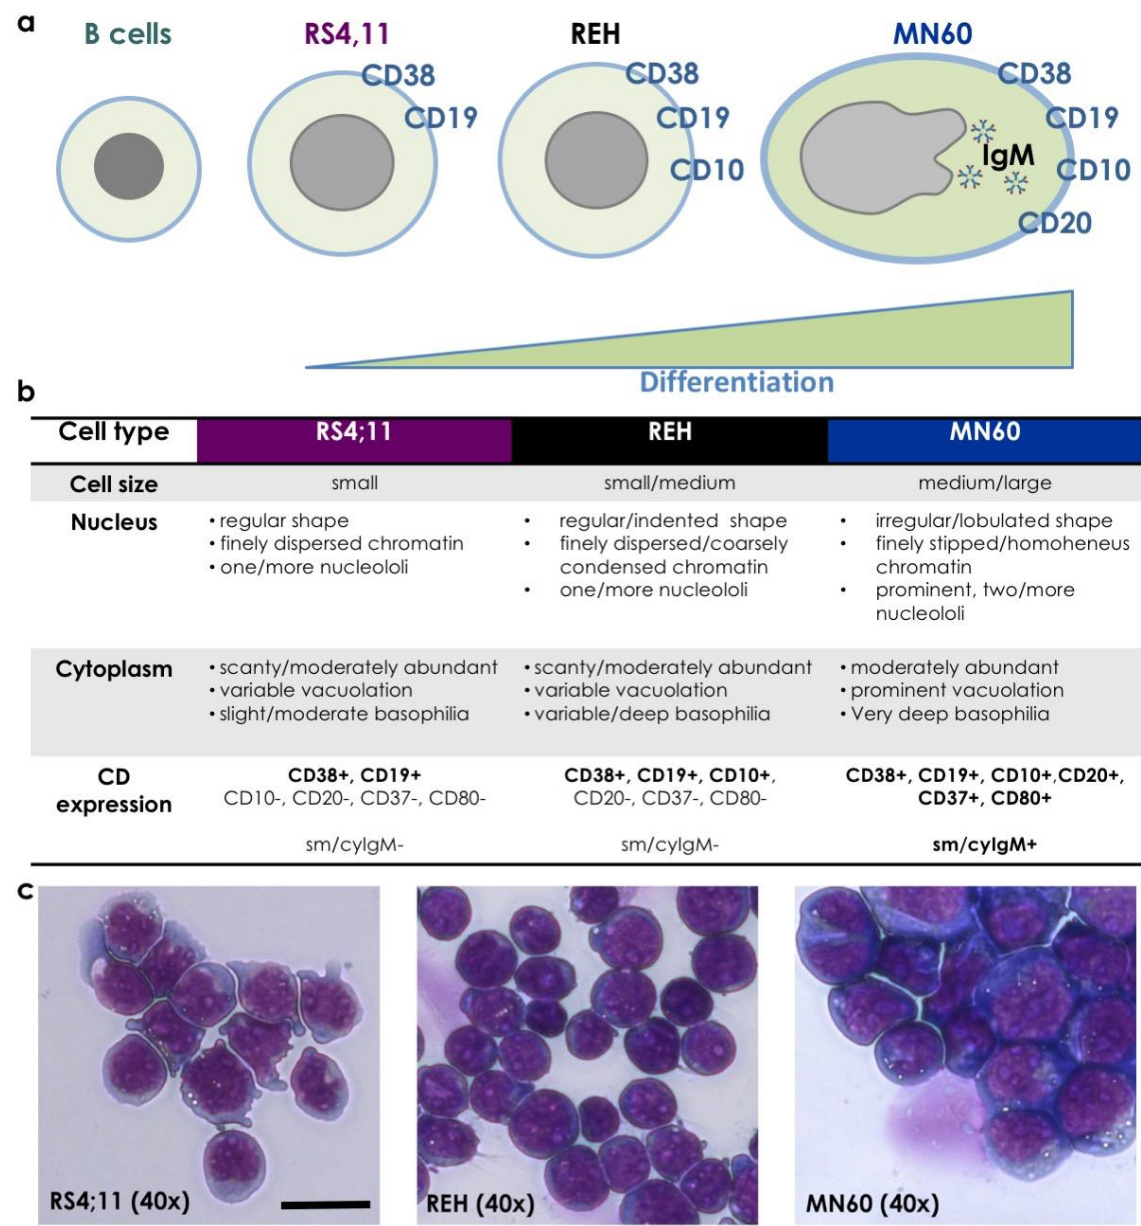 a
B cells RS4,11 REH MN60
CD38 CD38 CD38
CD19 CD19 CD19
IgM
CD10 CD10
CD20
Differentiation
b
Cell type RS4;11 REH MN60
Cell size small small/medium medium/large
Nucleus • regular shape • regular/indented shape • irregular/lobulated shape
• finely dispersed chromatin • finely dispersed/coarsely • finely stipped/homoheneus
• one/more nucleololi condensed chromatin chromatin
• one/more nucleololi • prominent, two/more
nucleololi
Cytoplasm • scanty/moderately abundant • scanty/moderately abundant • moderately abundant
• variable vacuolation • variable vacuolation • prominent vacuolation
• slight/moderate basophilia • variable/deep basophilia • Very deep basophilia
CD CD38+, CD19+ CD38+, CD19+, CD10+, CD38+, CD19+, CD10+,CD20+,
expression CD10-, CD20-, CD37-, CD80- CD20-, CD37-, CD80- CD37+, CD80+
sm/cyIgM- sm/cyIgM- sm/cyIgM+
c
RS4;11 (40x) REH (40x) MN60 (40x)